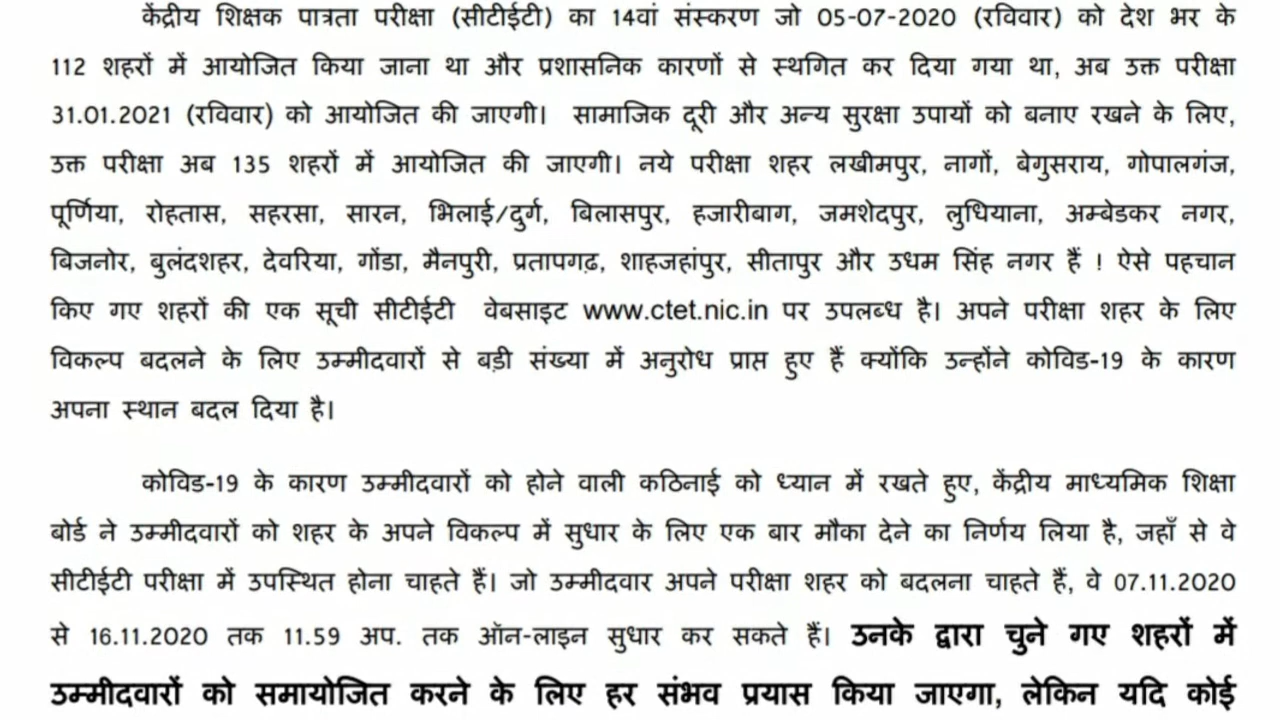 केंद्रीय शिक्षक पात्रता परीक्षा (सीटीईटी) का 14वां संस्करण जो 05-07-2020 (रविवार) को देश भर के
112 शहरों में आयोजित किया जाना था और प्रशासनिक कारणों से स्थगित कर दिया गया था, अब उक्त परीक्षा
31.01.2021 (रविवार) को आयोजित की जाएगी। सामाजिक दूरी और अन्य सुरक्षा उपायों को बनाए रखने के लिए,
उक्त परीक्षा अब 135 शहरों में आयोजित की जाएगी। नये परीक्षा शहर लखीमपुर, नागों, बेगुसराय, गोपालगंज,
पूर्णिया, रोहतास, सहरसा, सारन, भिलाई/दुर्ग, बिलासपुर, हजारीबाग, जमशेदपुर, लुधियाना, अम्बेडकर नगर,
बिजनोर, बुलंदशहर, देवरिया, गोंडा, मैनपुरी, प्रतापगढ़, शाहजहांपुर, सीतापुर और उधम सिंह नगर हैं ! ऐसे पहचान
किए गए शहरों की एक सूची सीटीईटी वेबसाइट www.ctet.nic.in पर उपलब्ध है। अपने परीक्षा शहर के लिए
विकल्प बदलने के लिए उम्मीदवारों से बड़ी संख्या में अनुरोध प्राप्त हुए हैं क्योंकि उन्होंने कोविड-19 के कारण
अपना स्थान बदल दिया है।
कोविड-19 के कारण उम्मीदवारों को होने वाली कठिनाई को ध्यान में रखते हुए, केंद्रीय माध्यमिक शिक्षा
बोर्ड ने उम्मीदवारों को शहर के अपने विकल्प में सुधार के लिए एक बार मौका देने का निर्णय लिया है, जहाँ से वे
सीटीईटी परीक्षा में उपस्थित होना चाहते हैं। जो उम्मीदवार अपने परीक्षा शहर को बदलना चाहते हैं, वे 07.11.2020
से 16.11.2020 तक 11.59 अप. तक ऑन-लाइन सुधार कर सकते हैं। उनके द्वारा चुने गए शहरों में
उम्मीदवारों को समायोजित करने के लिए हर संभव प्रयास किया जाएगा, लेकिन यदि कोई